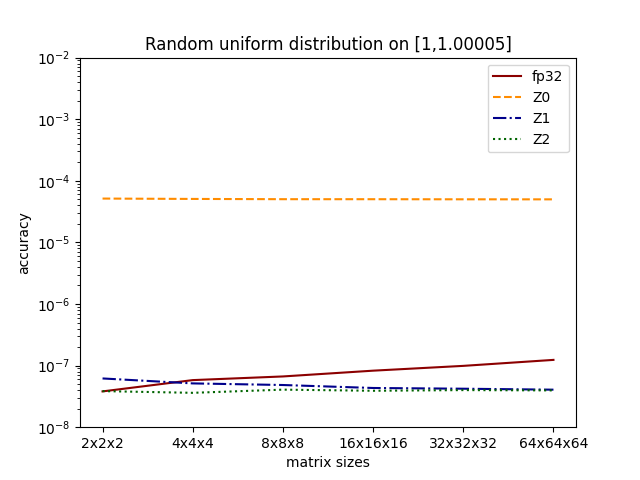 Random uniform distribution on [1,1.00005]
10⁻²
10⁻³
10⁻⁴
10⁻⁵
10⁻⁶
10⁻⁷
10⁻⁸
accuracy
fp32
Z0
Z1
Z2
2x2x2 4x4x4 8x8x8 16x16x16 32x32x32 64x64x64
matrix sizes